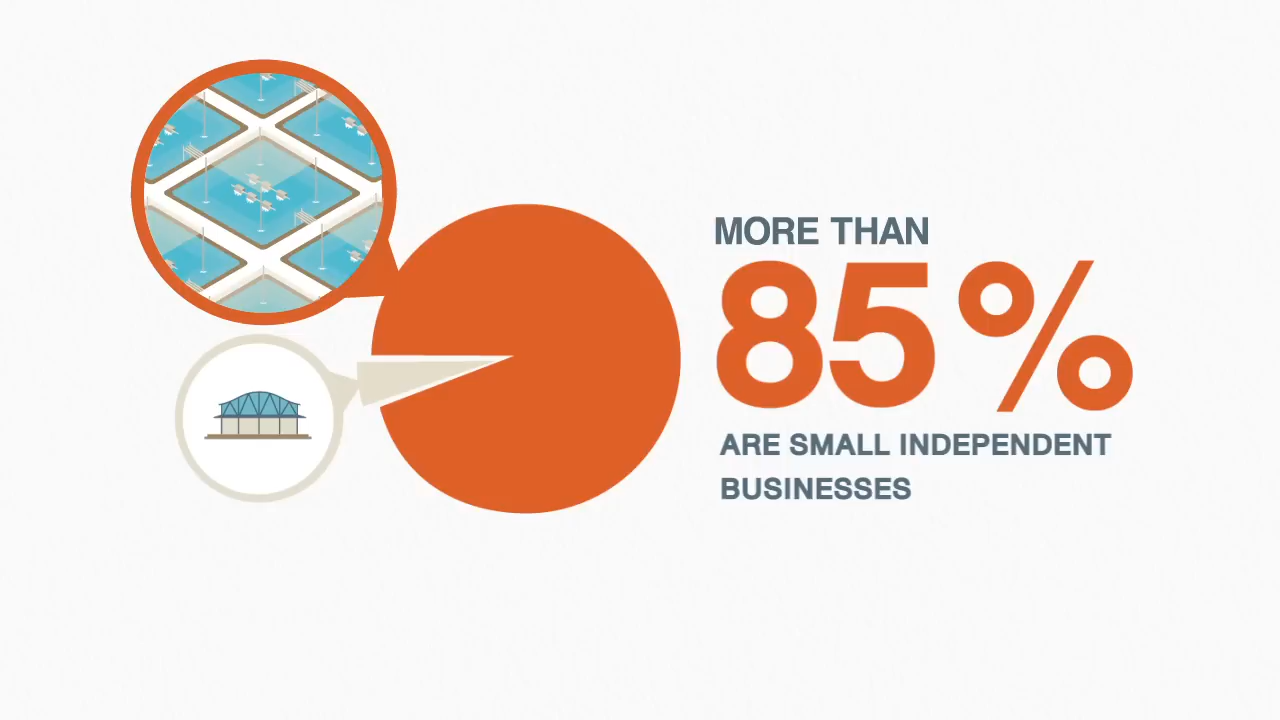 MORE THAN
85%
ARE SMALL INDEPENDENT
BUSINESSES